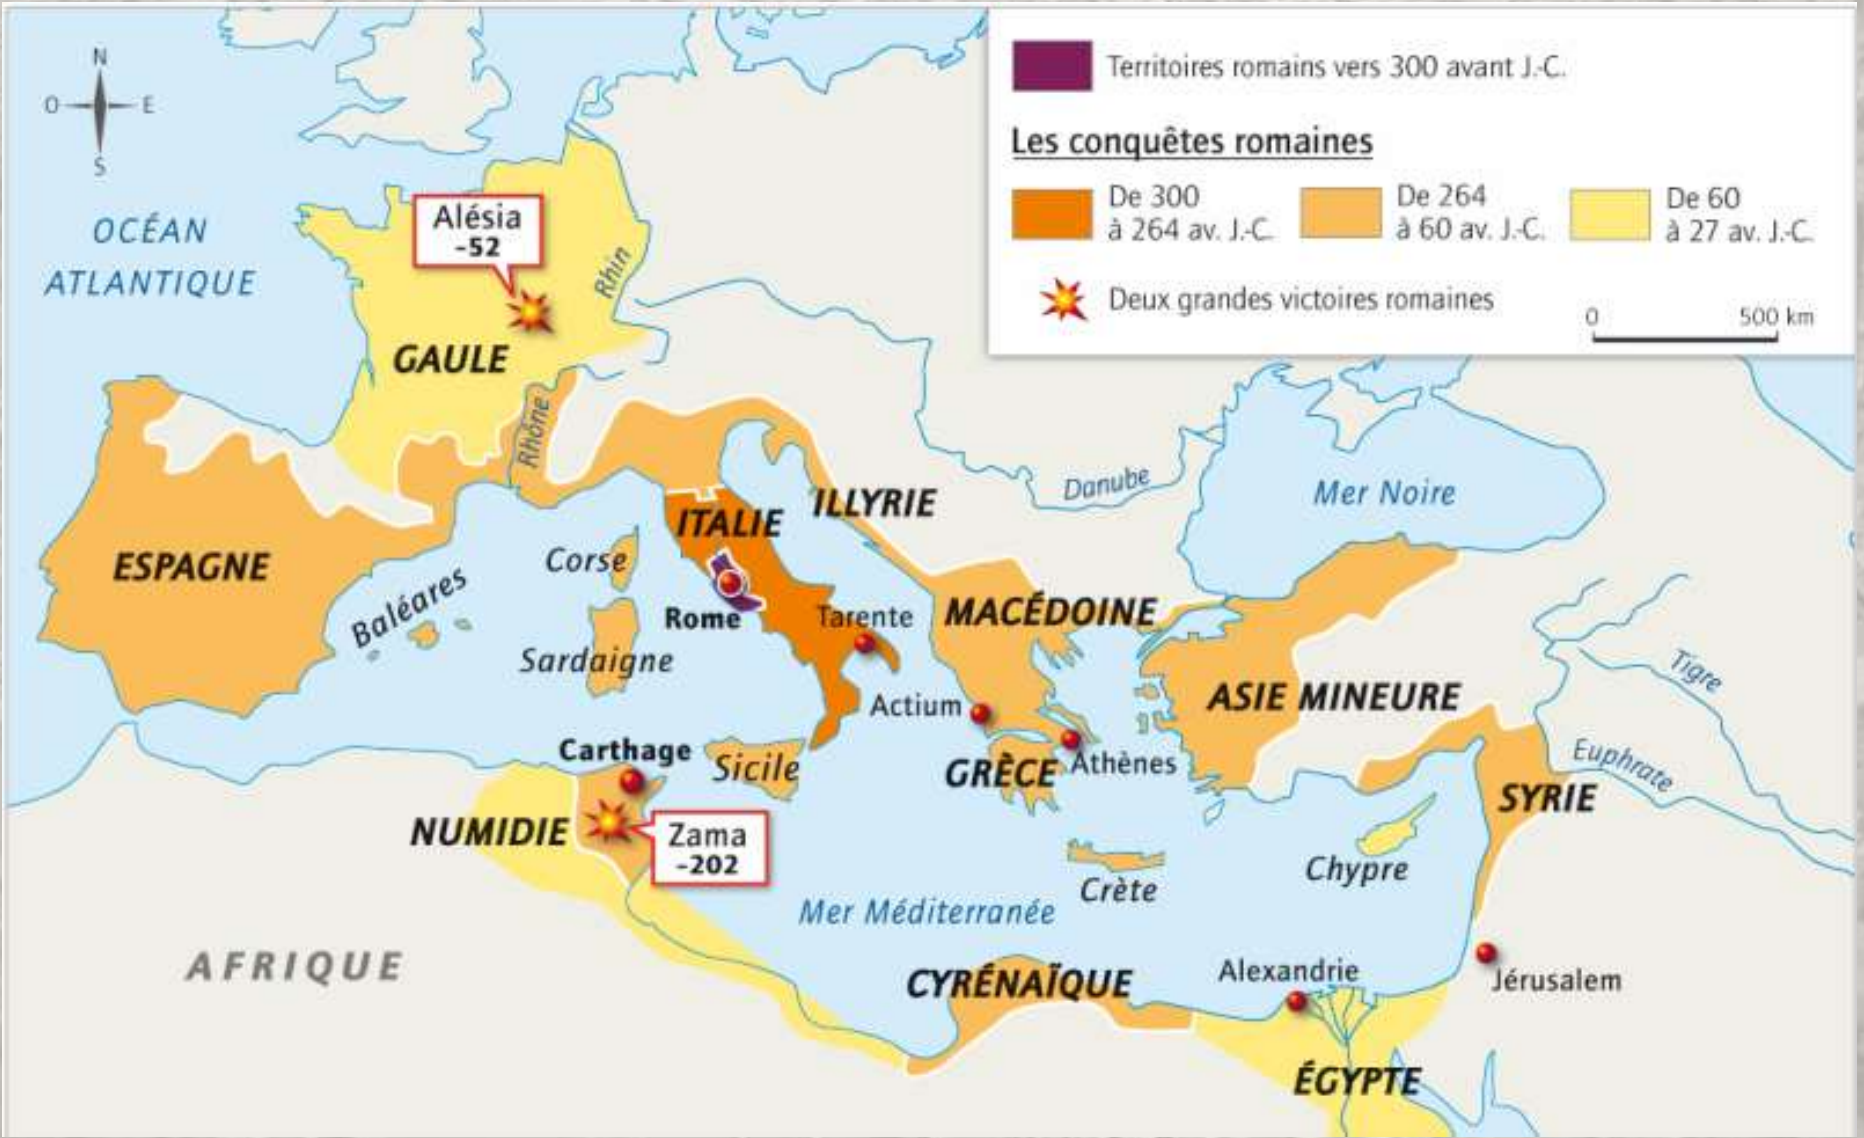 N
O
E
S
OCÉAN
ATLANTIQUE
Territoires romains vers 300 avant J.-C.
Les conquêtes romaines
De 300
à 264 av. J.-C.
De 264
à 60 av. J.-C.
De 60
à 27 av. J.-C.
Deux grandes victoires romaines
0
500 km
Alésia
-52
Rhin
GAULE
Rhône
Danube
Mer Noire
ILLYRIE
ITALIE
ESPAGNE
Corse
Baléares
Rome
Tarente
MACÉDOINE
Sardaigne
Tigre
Actium
ASIE MINEURE
Carthage
Sicile
GRÈCE
Athènes
Euphrate
SYRIE
NUMIDIE
Zama
-202
Chypre
Crète
Mer Méditerranée
AFRIQUE
CYRÉNAÏQUE
Alexandrie
Jérusalem
ÉGYPTE